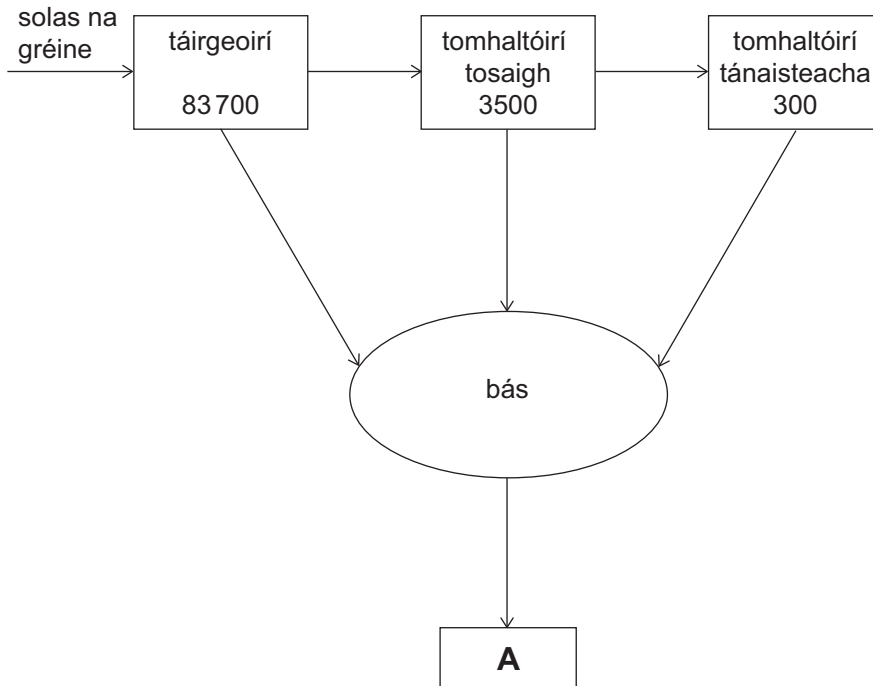 solas na
gréine
táirgeoirí
83 700
tomhaltóirí
tosaigh
3500
tomhaltóirí
tánaisteacha
300
bás
A